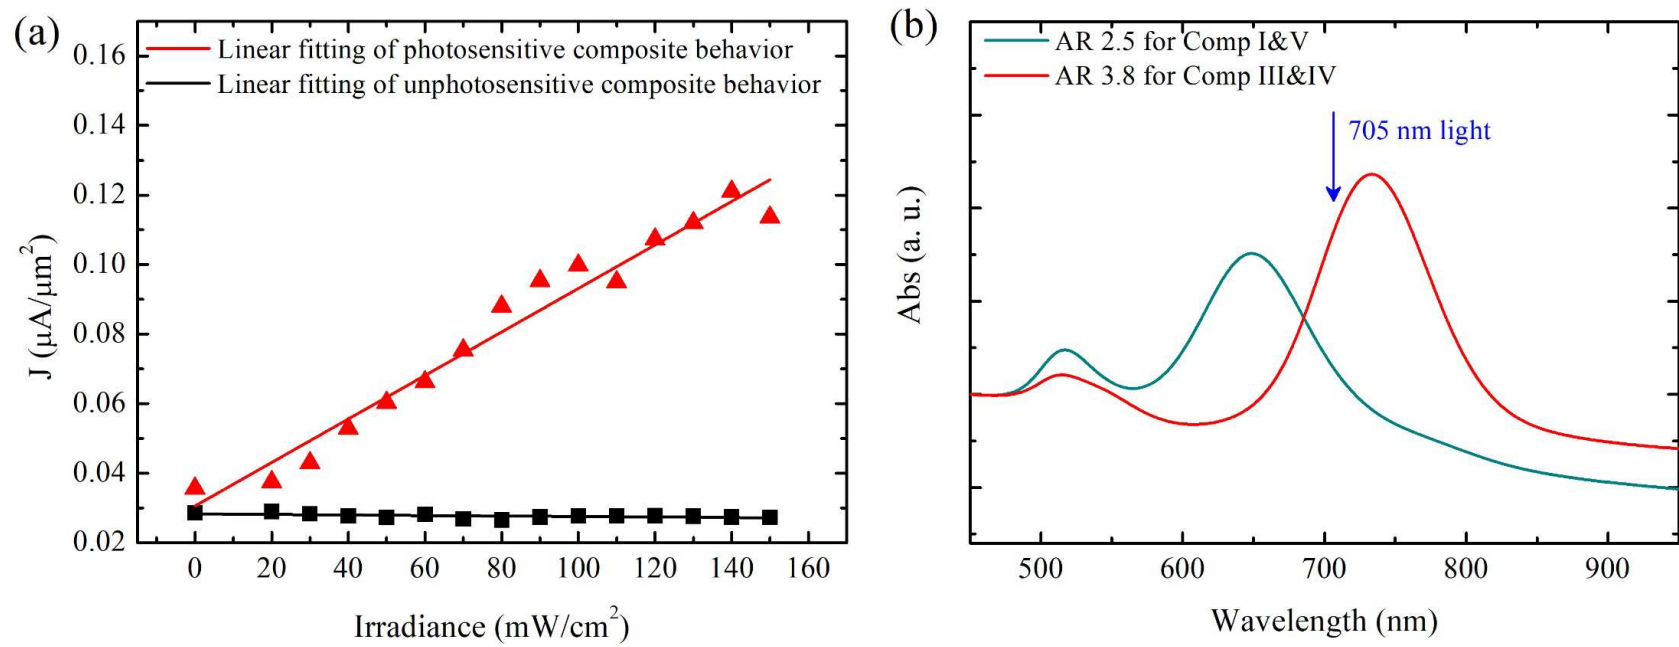 (a)
Linear fitting of photosensitive composite behavior
Linear fitting of unphotosensitive composite behavior
J (μA/μm²)
0.16
0.14
0.12
0.10
0.08
0.06
0.04
0.02
0 20 40 60 80 100 120 140 160
Irradiance (mW/cm²)
(b)
AR 2.5 for Comp I&V
AR 3.8 for Comp III&IV
705 nm light
Abs (a. u.)
500 600 700 800 900
Wavelength (nm)